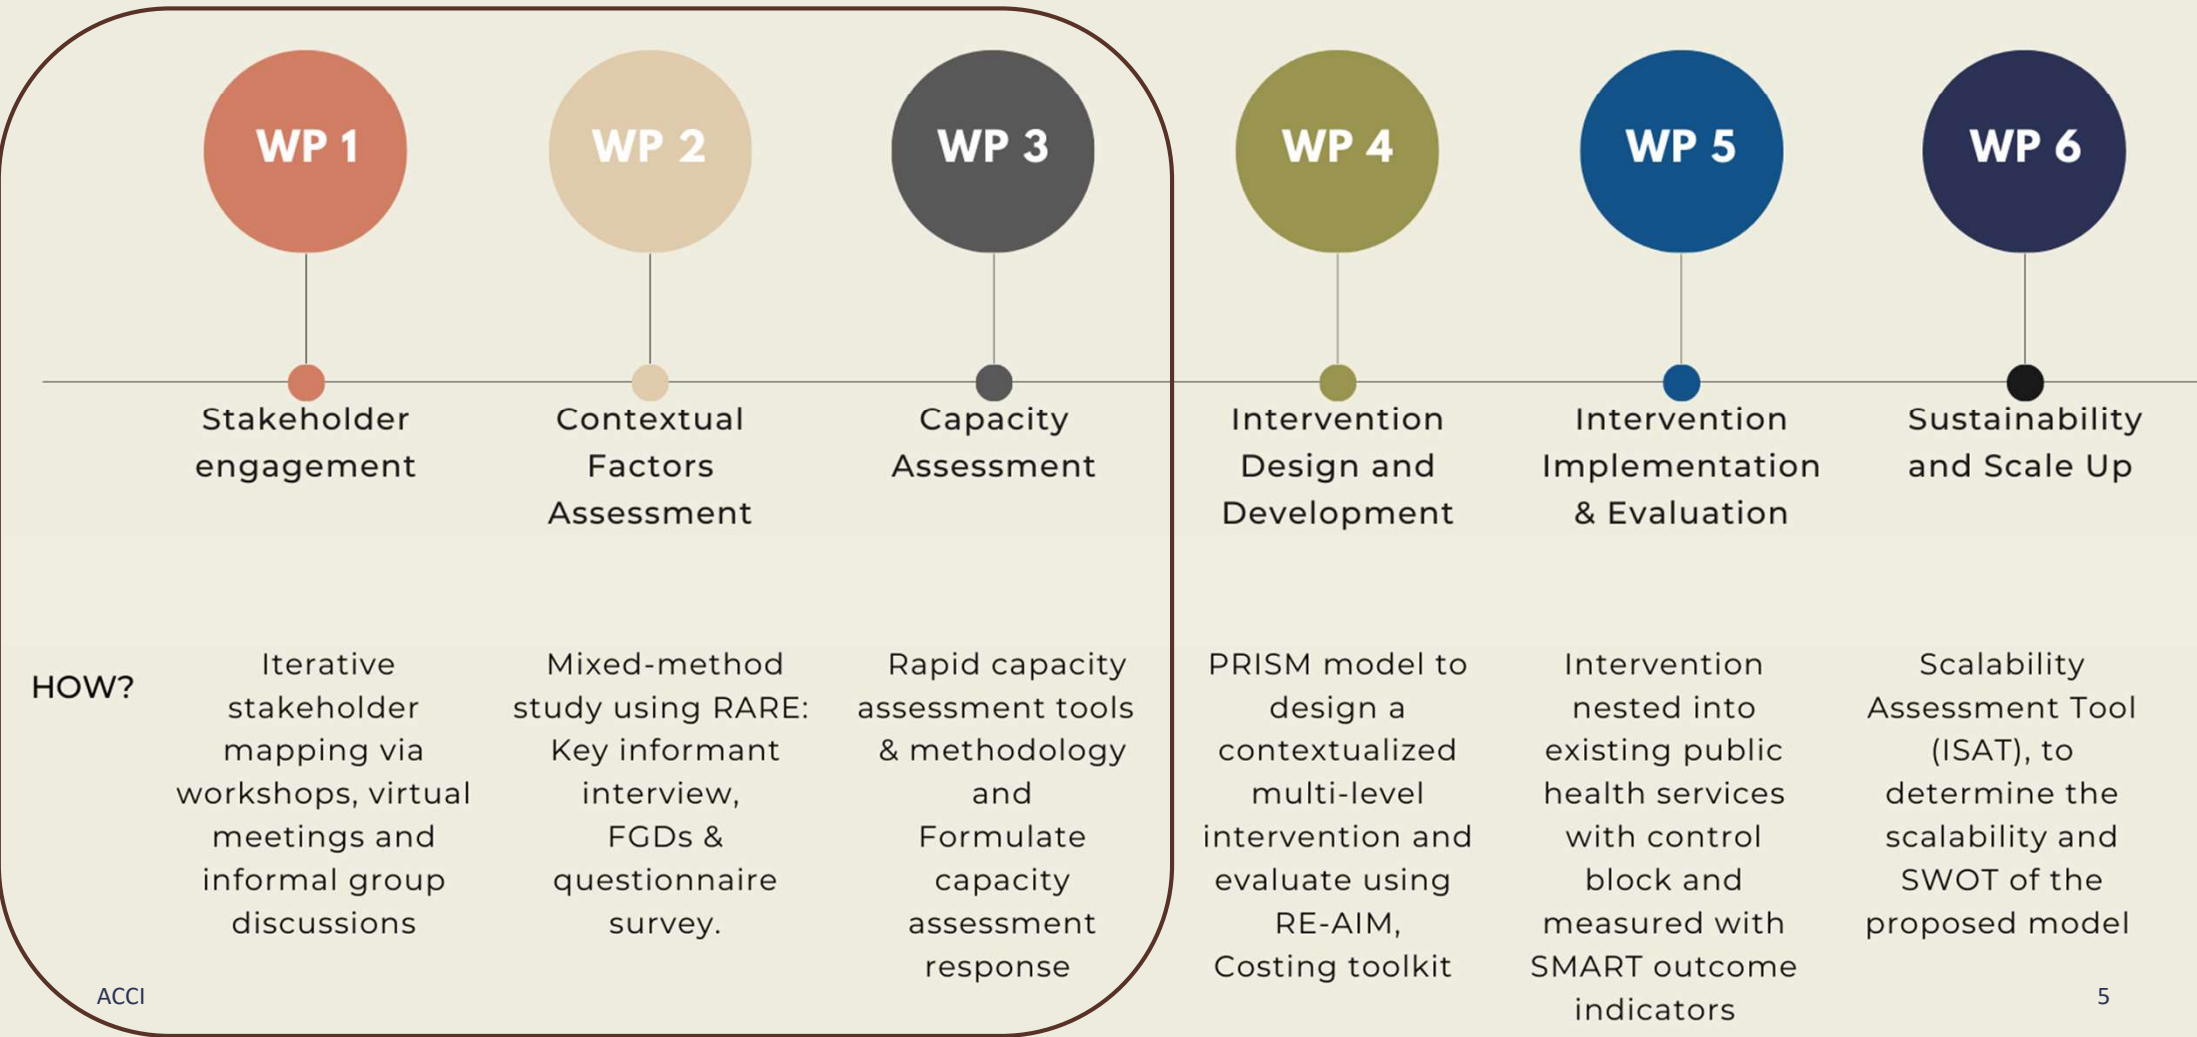 WP 1
WP 2
WP 3
WP 4
WP 5
WP 6
Stakeholder
engagement
Contextual
Factors
Assessment
Capacity
Assessment
Intervention
Design and
Development
Intervention
Implementation
& Evaluation
Sustainability
and Scale Up
HOW?
Iterative
stakeholder
mapping via
workshops, virtual
meetings and
informal group
discussions
Mixed-method
study using RARE:
Key informant
interview,
FGDs &
questionnaire
survey.
Rapid capacity
assessment tools
& methodology
and
Formulate
capacity
assessment
response
PRISM model to
design a
contextualized
multi-level
intervention and
evaluate using
RE-AIM,
Costing toolkit
Intervention
nested into
existing public
health services
with control
block and
measured with
SMART outcome
indicators
Scalability
Assessment Tool
(ISAT), to
determine the
scalability and
SWOT of the
proposed model
ACCI
5